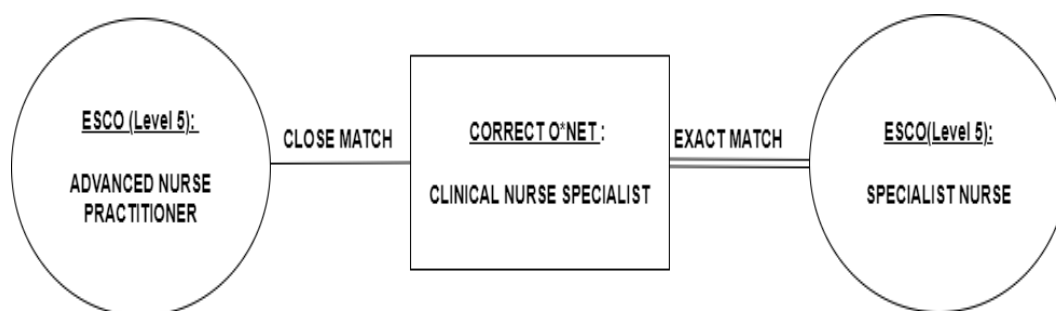 ESCO (Level 5):
ADVANCED NURSE
PRACTITIONER
CLOSE MATCH
CORRECT O*NET :
CLINICAL NURSE SPECIALIST
EXACT MATCH
ESCO(Level 5):
SPECIALIST NURSE